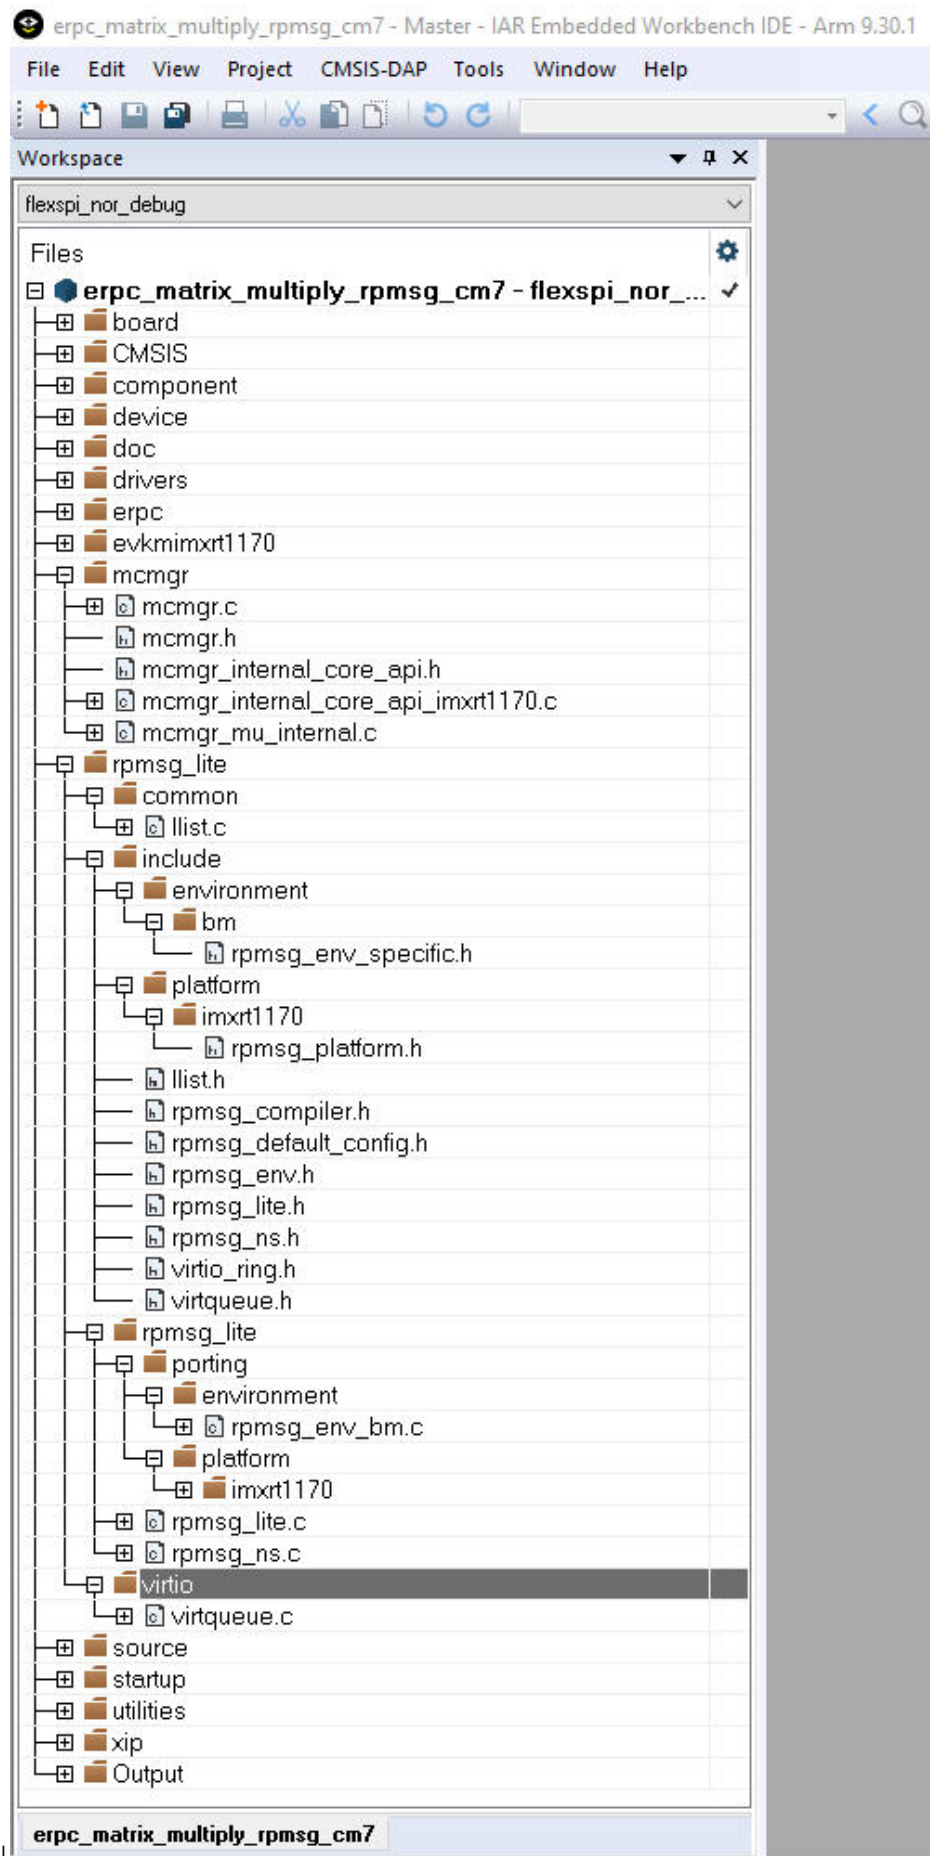 erpc_matrix_multiply_rpmsg_cm7 - Master - IAR Embedded Workbench IDE - Arm 9.30.1
File Edit View Project CMSIS-DAP Tools Window Help
Workspace
flexspi_nor_debug
Files
erpc_matrix_multiply_rpmsg_cm7 - flexspi_nor_...
board
CMSIS
component
device
doc
drivers
erpc
evkmimxrt1170
mcmgr
mcmgr.c
mcmgr.h
mcmgr_internal_core_api.h
mcmgr_internal_core_api_imxrt1170.c
mcmgr_mu_internal.c
rpmsg_lite
common
llist.c
include
environment
bm
rpmsg_env_specific.h
platform
imxrt1170
rpmsg_platform.h
llist.h
rpmsg_compiler.h
rpmsg_default_config.h
rpmsg_env.h
rpmsg_lite.h
rpmsg_ns.h
virtio_ring.h
virtqueue.h
rpmsg_lite
porting
environment
rpmsg_env_bm.c
platform
imxrt1170
rpmsg_lite.c
rpmsg_ns.c
virtio
virtqueue.c
source
startup
utilities
xip
Output
erpc_matrix_multiply_rpmsg_cm7